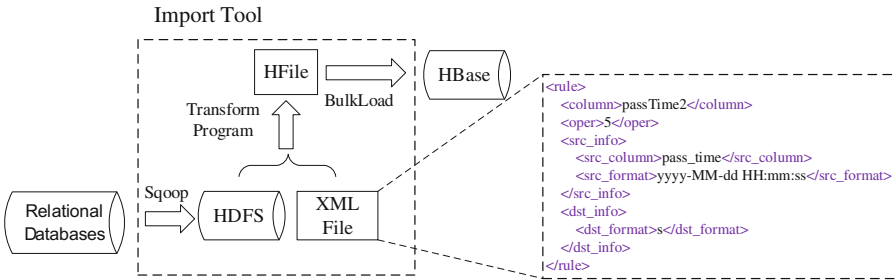 Import Tool
HFile
HBase
BulkLoad
Transform
Program
Sqoop
Relational
Databases
HDFS
XML
File
<rule>
<column>passTime2</column>
<oper>5</oper>
<src_info>
<src_column>pass_time</src_column>
<src_format>yyyy-MM-dd HH:mm:ss</src_format>
</src_info>
<dst_info>
<dst_format>s</dst_format>
</dst_info>
</rule>